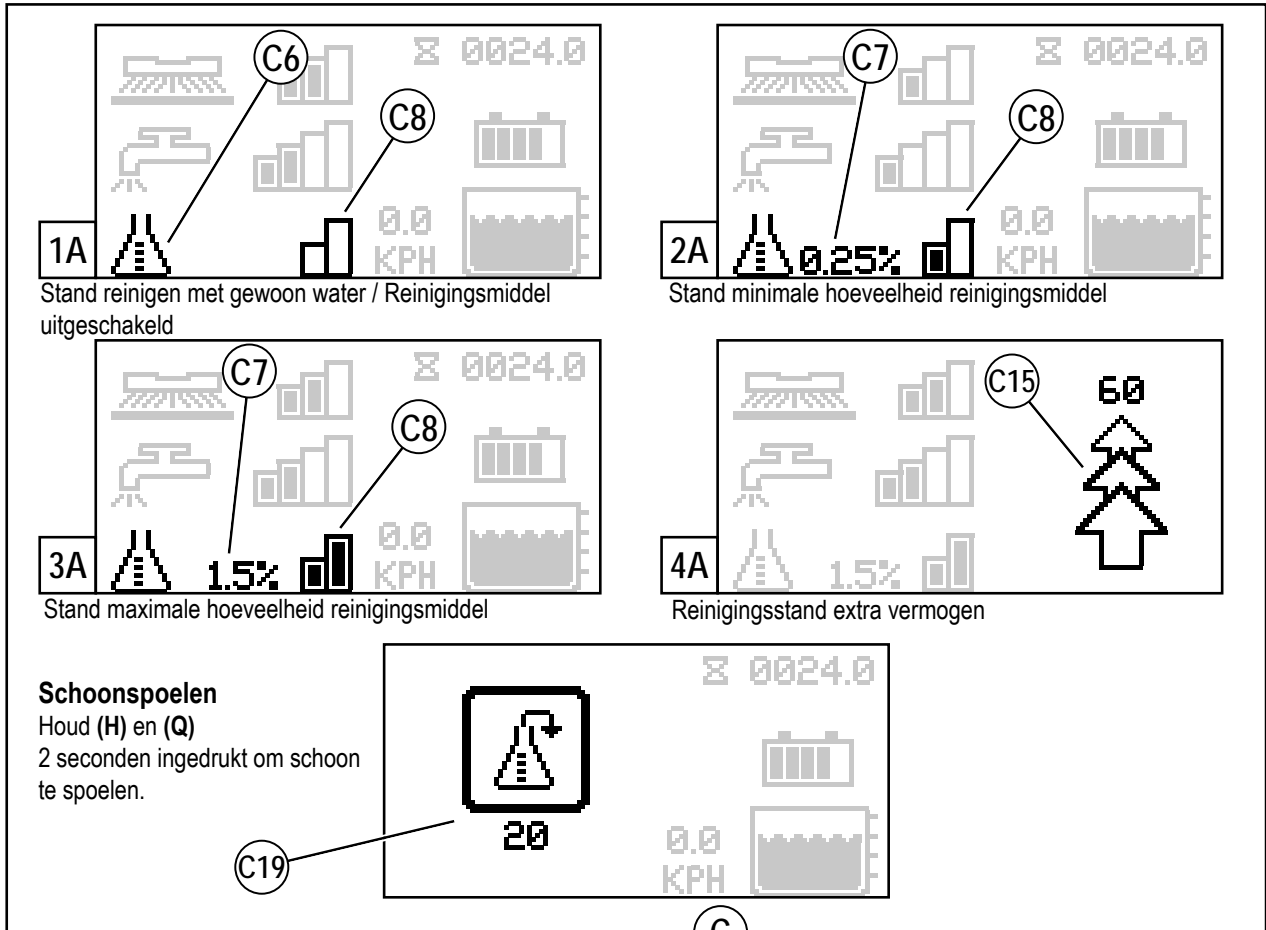 C6
0024.0
C8
0.0
KPH
1A
Stand reinigen met gewoon water / Reinigingsmiddel
uitgeschakeld
C7
0024.0
C8
0.25%
0.0
KPH
2A
Stand minimale hoeveelheid reinigingsmiddel
C7
0024.0
C8
1.5%
0.0
KPH
3A
Stand maximale hoeveelheid reinigingsmiddel
C15
60
1.5%
4A
Reinigingsstand extra vermogen
Schoonspoelen
Houd (H) en (Q)
2 seconden ingedrukt om schoon
te spoelen.
0024.0
20
0.0
KPH
C19